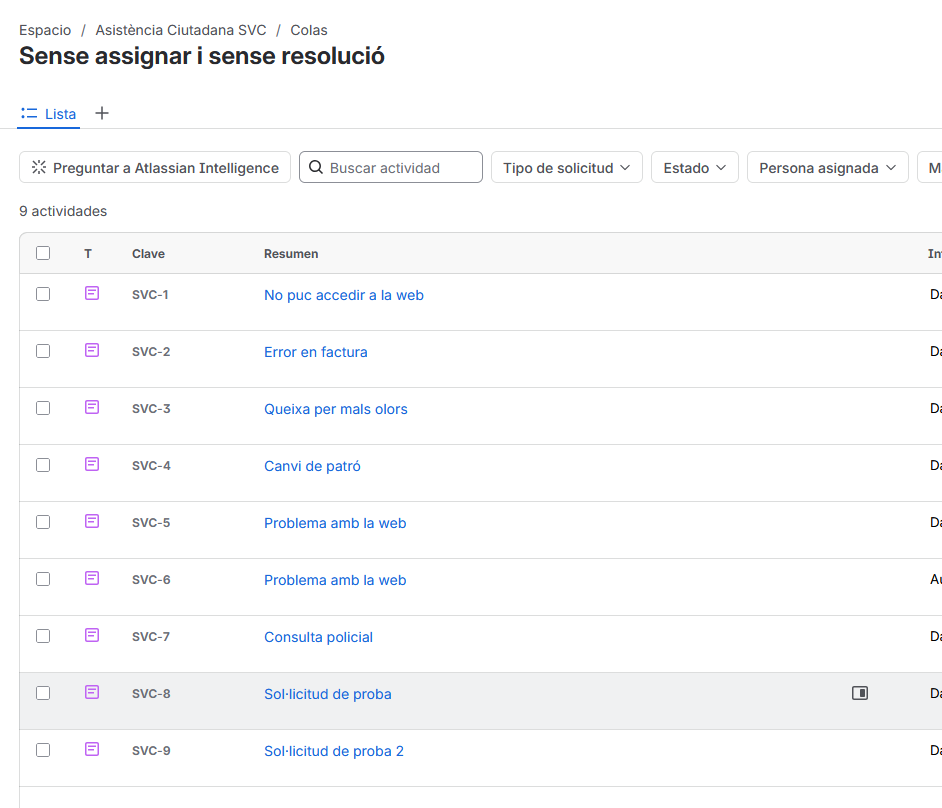 Espacio / Asistència Ciutadana SVC / Colas
Sense assignar i sense resolució
Lista
Preguntar a Atlassian Intelligence Buscar actividad Tipo de solicitud Estado Persona asignada
9 actividades
T Clave Resumen
SVC-1 No puc accedir a la web
SVC-2 Error en factura
SVC-3 Queixa per mals olors
SVC-4 Canvi de patró
SVC-5 Problema amb la web
SVC-6 Problema amb la web
SVC-7 Consulta policial
SVC-8 Sol·licitud de proba
SVC-9 Sol·licitud de proba 2